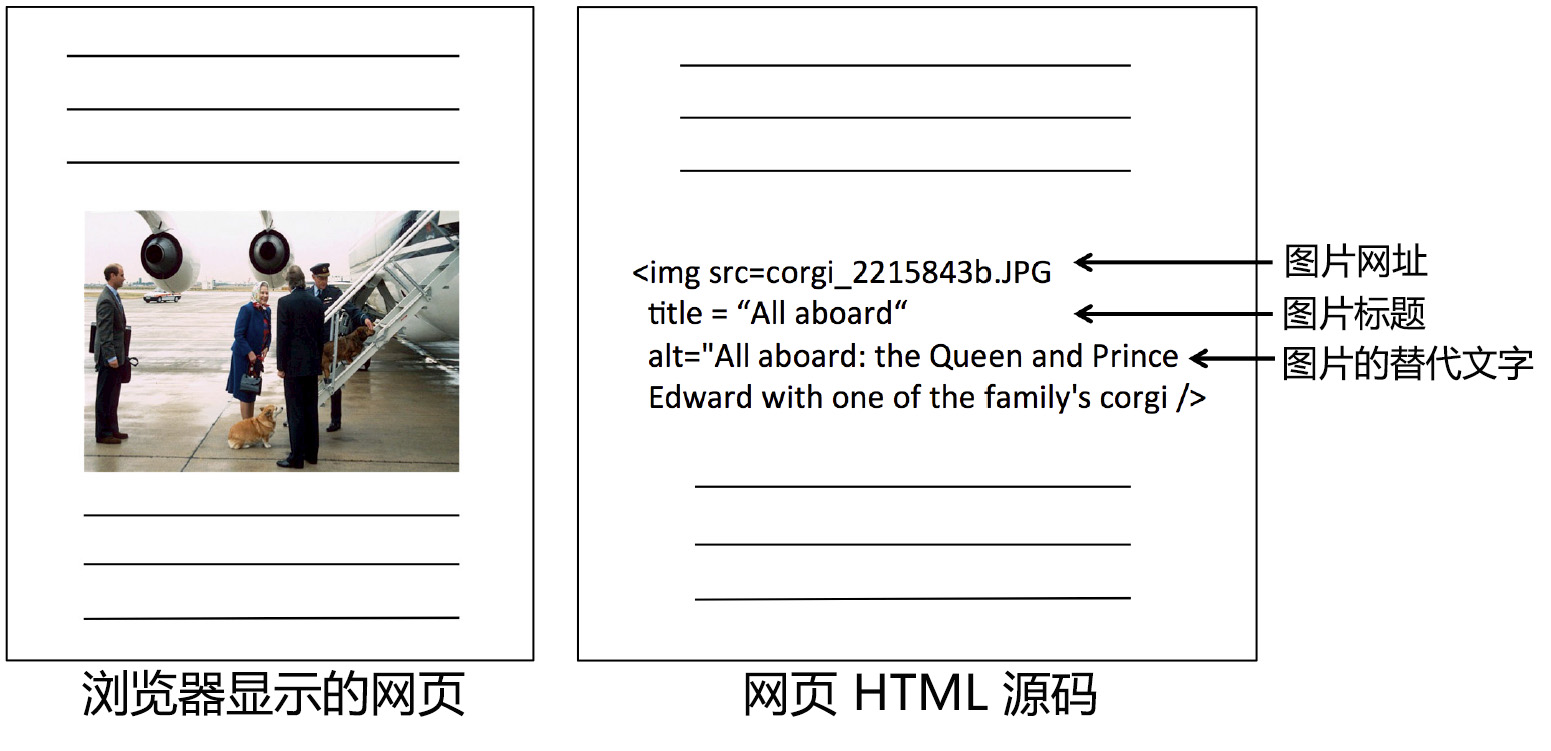 <img src=corgi_2215843b.JPG
title = “All aboard“
alt="All aboard: the Queen and Prince
Edward with one of the family's corgi />
图片网址
图片标题
图片的替代文字
浏览器显示的网页
网页 HTML 源码